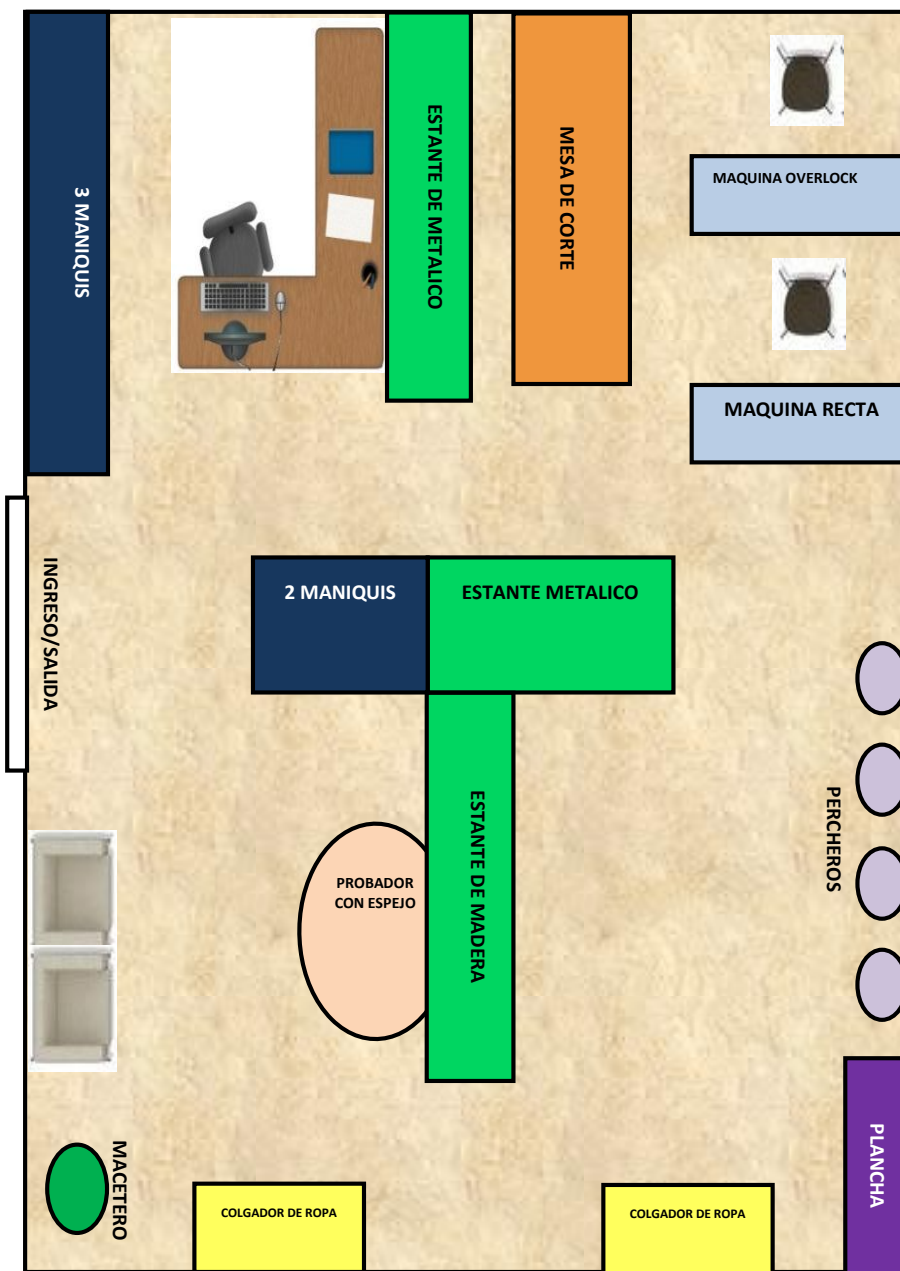 3 MANIQUIS
ESTANTE DE METALICO
MESA DE CORTE
MAQUINA OVERLOCK
MAQUINA RECTA
INGRESO/SALIDA
2 MANIQUIS
ESTANTE METALICO
ESTANTE DE MADERA
PROBADOR
CON ESPEJO
PERCHEROS
MACETERO
COLGADOR DE ROPA
COLGADOR DE ROPA
PLANCHA